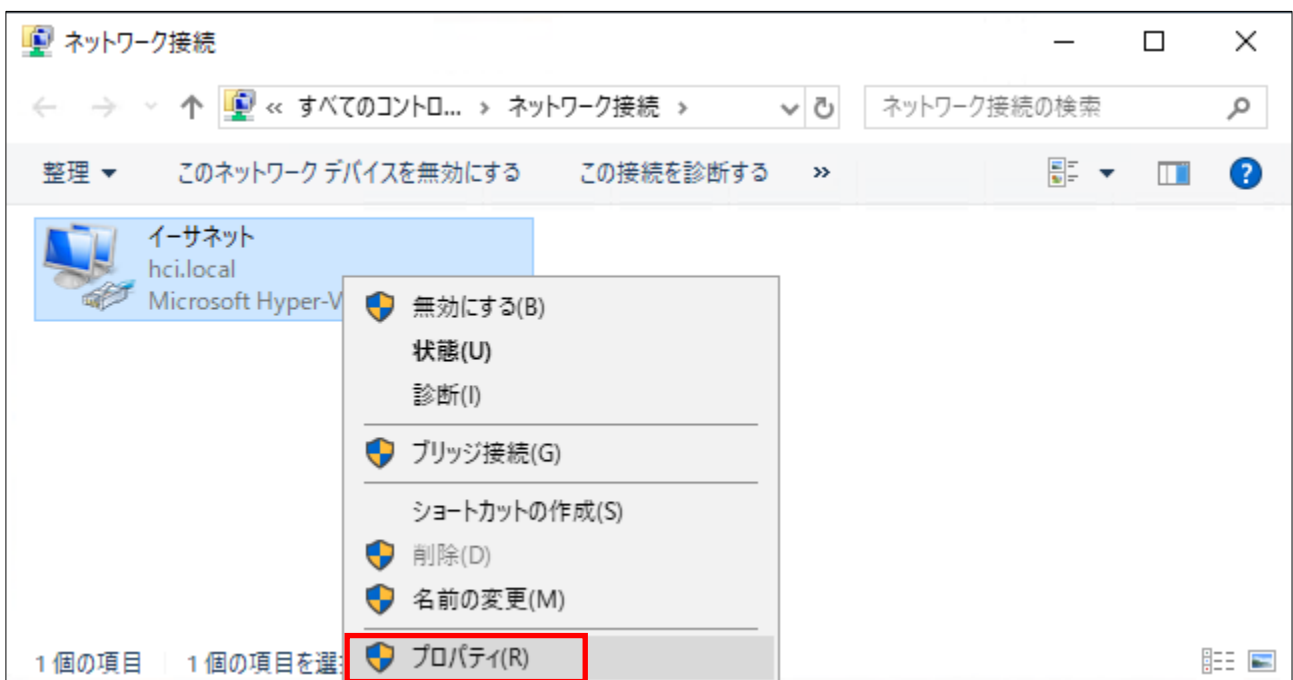 ネットワーク接続
« すべてのコントロ... › ネットワーク接続 ›
ネットワーク接続の検索
整理 このネットワーク デバイスを無効にする この接続を診断する »
イーサネット
hci.local
Microsoft Hyper-V
無効にする(B)
状態(U)
診断(I)
ブリッジ接続(G)
ショートカットの作成(S)
削除(D)
名前の変更(M)
プロパティ(R)
1 個の項目 1 個の項目を選